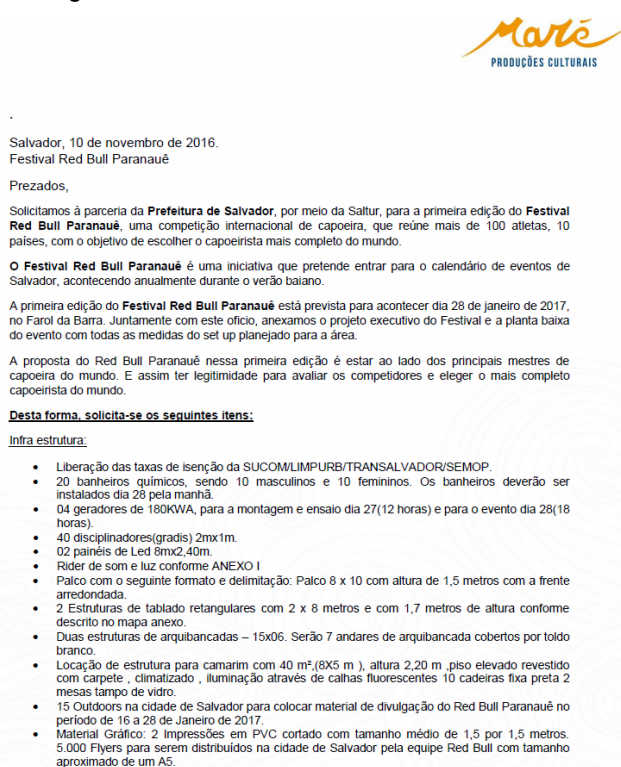 Maré
PRODUÇÕES CULTURAIS
.
Salvador, 10 de novembro de 2016.
Festival Red Bull Paranauê
Prezados,
Solicitamos à parceria da Prefeitura de Salvador, por meio da Saltur, para a primeira edição do Festival
Red Bull Paranauê, uma competição internacional de capoeira, que reúne mais de 100 atletas, 10
países, com o objetivo de escolher o capoeirista mais completo do mundo.
O Festival Red Bull Paranauê é uma iniciativa que pretende entrar para o calendário de eventos de
Salvador, acontecendo anualmente durante o verão baiano.
A primeira edição do Festival Red Bull Paranauê está prevista para acontecer dia 28 de janeiro de 2017,
no Farol da Barra. Juntamente com este oficio, anexamos o projeto executivo do Festival e a planta baixa
do evento com todas as medidas do set up planejado para a área.
A proposta do Red Bull Paranauê nessa primeira edição é estar ao lado dos principais mestres de
capoeira do mundo. E assim ter legitimidade para avaliar os competidores e eleger o mais completo
capoeirista do mundo.
Desta forma, solicita-se os seguintes itens:
Infra estrutura:
• Liberação das taxas de isenção da SUCOM/LIMPURB/TRANSALVADOR/SEMOP.
• 20 banheiros químicos, sendo 10 masculinos e 10 femininos. Os banheiros deverão ser
instalados dia 28 pela manhã.
• 04 geradores de 180KWA, para a montagem e ensaio dia 27(12 horas) e para o evento dia 28(18
horas).
• 40 disciplinadores(gradis) 2mx1m.
• 02 painéis de Led 8mx2,40m.
• Rider de som e luz conforme ANEXO I
• Palco com o seguinte formato e delimitação: Palco 8 x 10 com altura de 1,5 metros com a frente
arredondada.
• 2 Estruturas de tablado retangulares com 2 x 8 metros e com 1,7 metros de altura conforme
descrito no mapa anexo.
• Duas estruturas de arquibancadas – 15x06. Serão 7 andares de arquibancada cobertos por toldo
branco.
• Locação de estrutura para camarim com 40 m²,(8X5 m ), altura 2,20 m ,piso elevado revestido
com carpete , climatizado , iluminação através de calhas fluorescentes 10 cadeiras fixa preta 2
mesas tampo de vidro.
• 15 Outdoors na cidade de Salvador para colocar material de divulgação do Red Bull Paranauê no
período de 16 a 28 de Janeiro de 2017.
• Material Gráfico: 2 Impressões em PVC cortado com tamanho médio de 1,5 por 1,5 metros.
5.000 Flyers para serem distribuídos na cidade de Salvador pela equipe Red Bull com tamanho
aproximado de um A5.